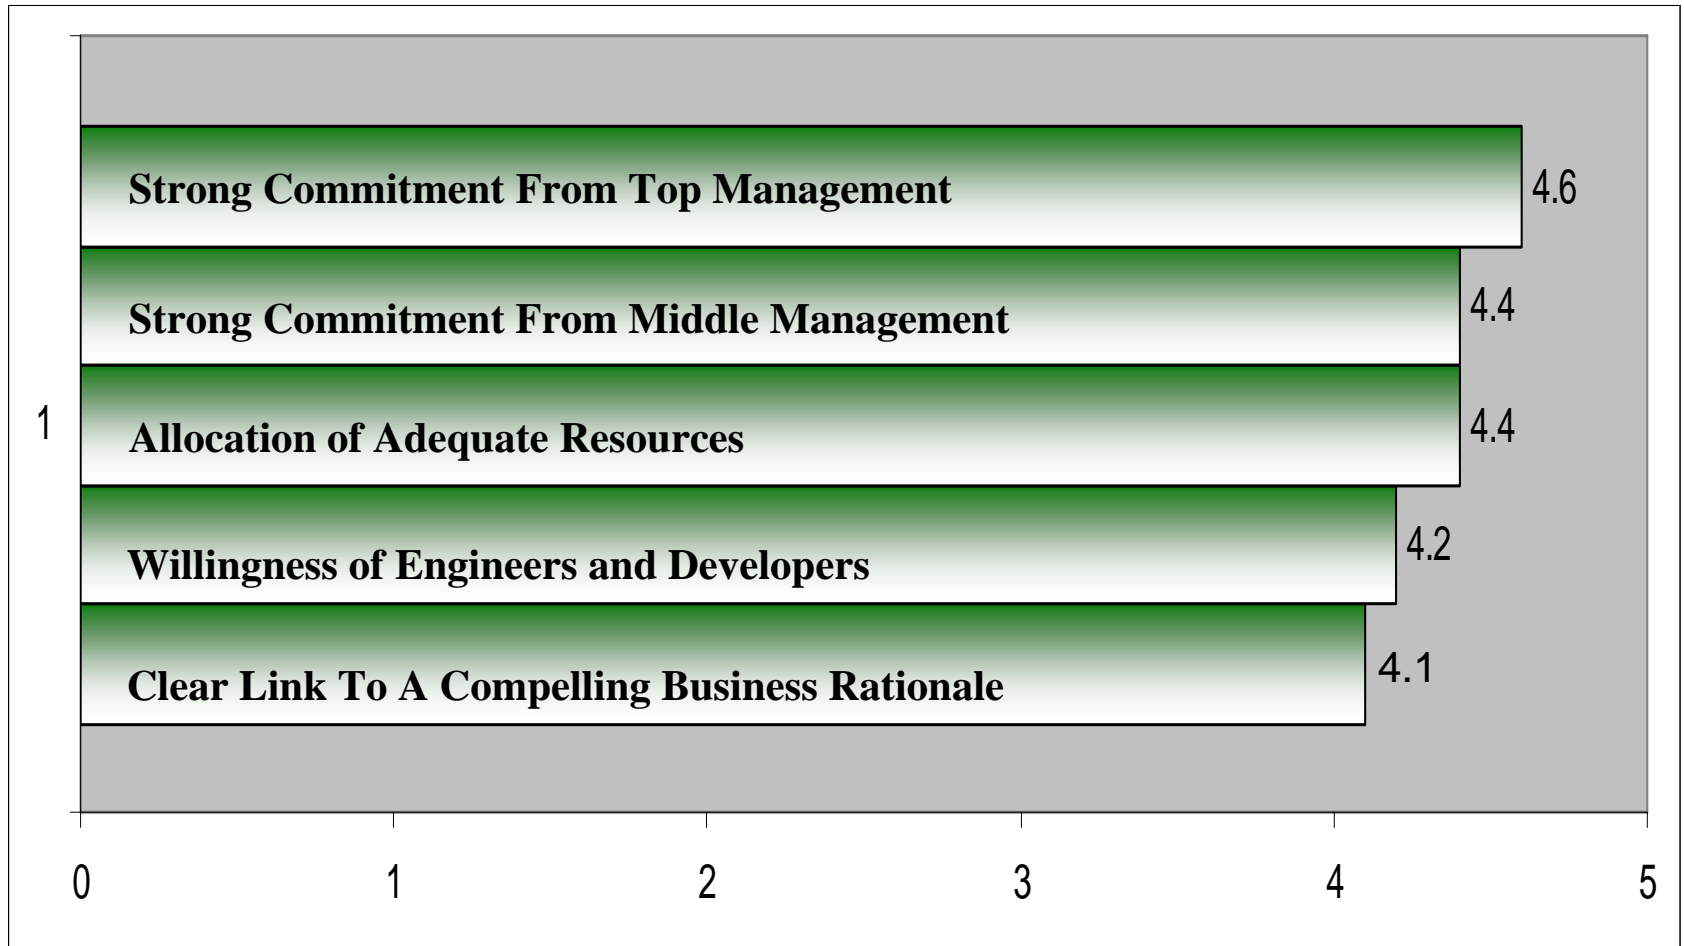 Strong Commitment From Top Management 4.6
Strong Commitment From Middle Management 4.4
1
Allocation of Adequate Resources 4.4
Willingness of Engineers and Developers 4.2
Clear Link To A Compelling Business Rationale 4.1
0 1 2 3 4 5